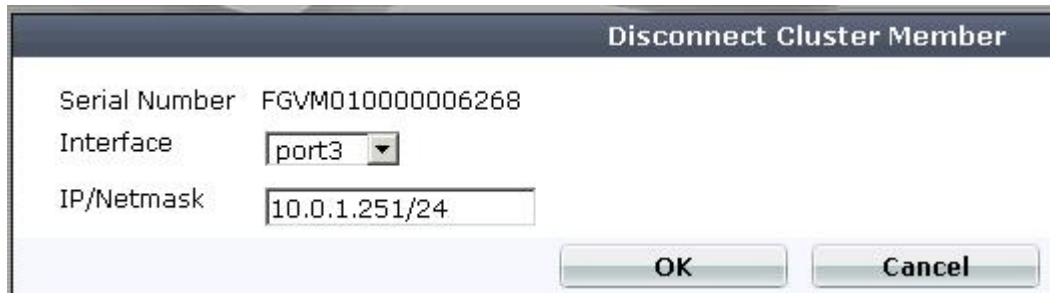 Disconnect Cluster Member
Serial Number FGVM010000006268
Interface port3
IP/Netmask 10.0.1.251/24
OK Cancel